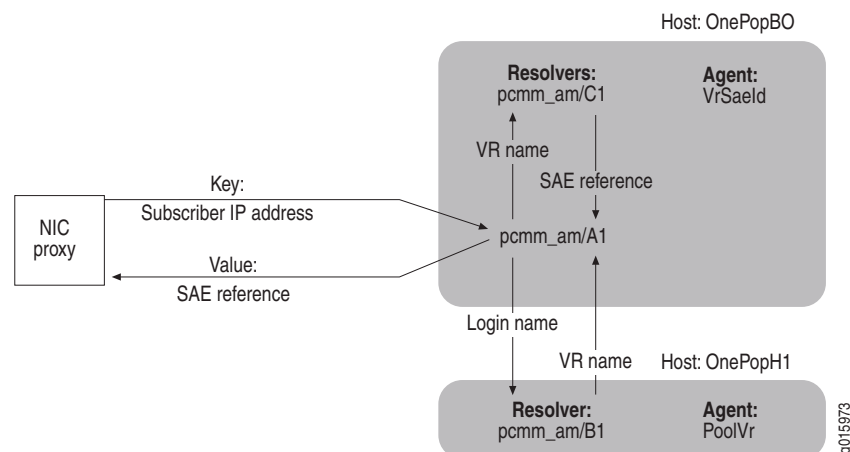 Host: OnePopBO
Resolvers:
pcmm_am/C1
Agent:
VrSaeId
VR name
SAE reference
Key:
Subscriber IP address
NIC
proxy
pcmm_am/A1
Value:
SAE reference
Login name
VR name
Host: OnePopH1
Resolver:
pcmm_am/B1
Agent:
PoolVr
g015973